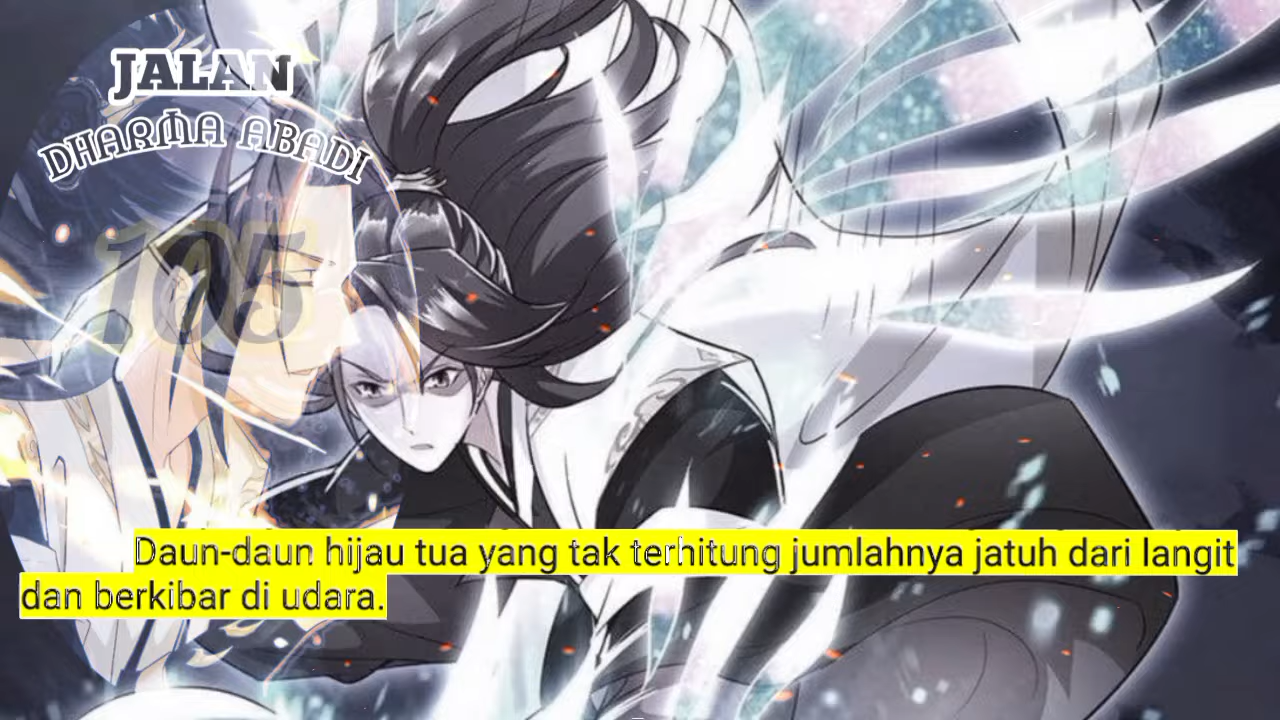 JALAN
DHARMA ABADI
105
Daun-daun hijau tua yang tak terhitung jumlahnya jatuh dari langit
dan berkibar di udara.